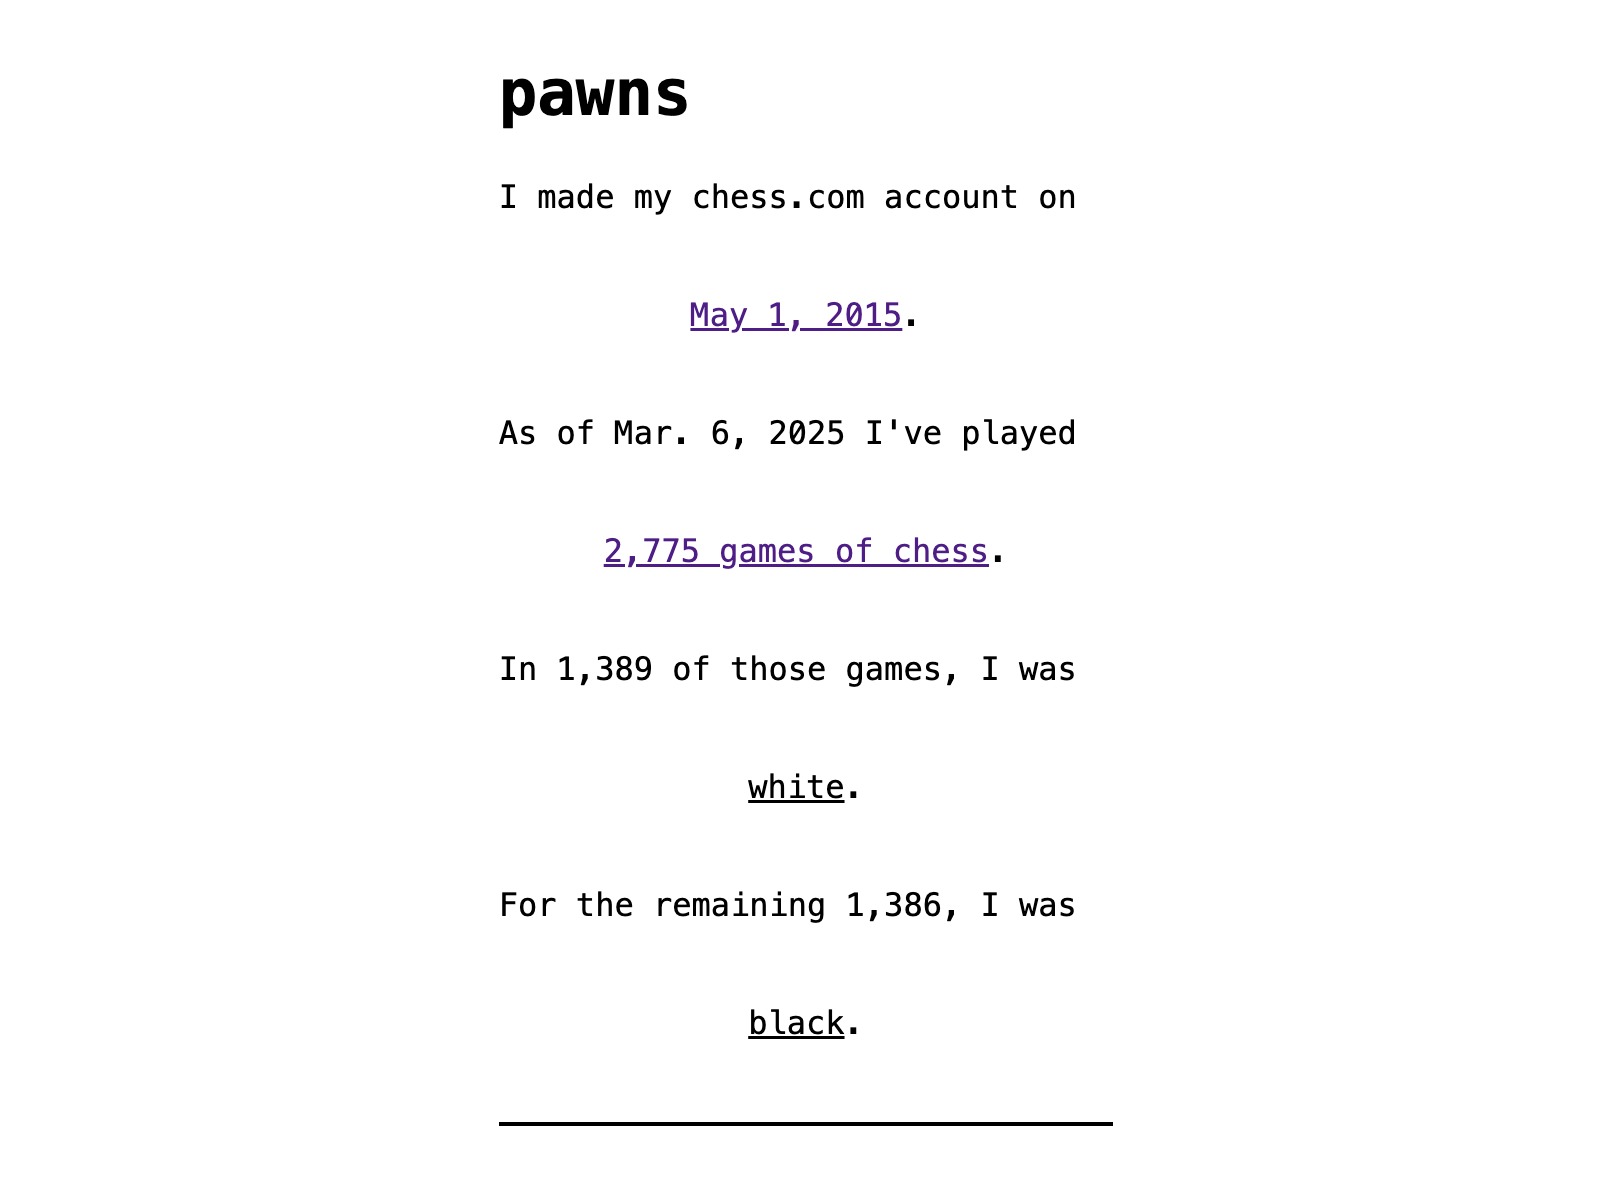 pawns
I made my chess.com account on
May 1, 2015.
As of Mar. 6, 2025 I've played
2,775 games of chess.
In 1,389 of those games, I was
white.
For the remaining 1,386, I was
black.